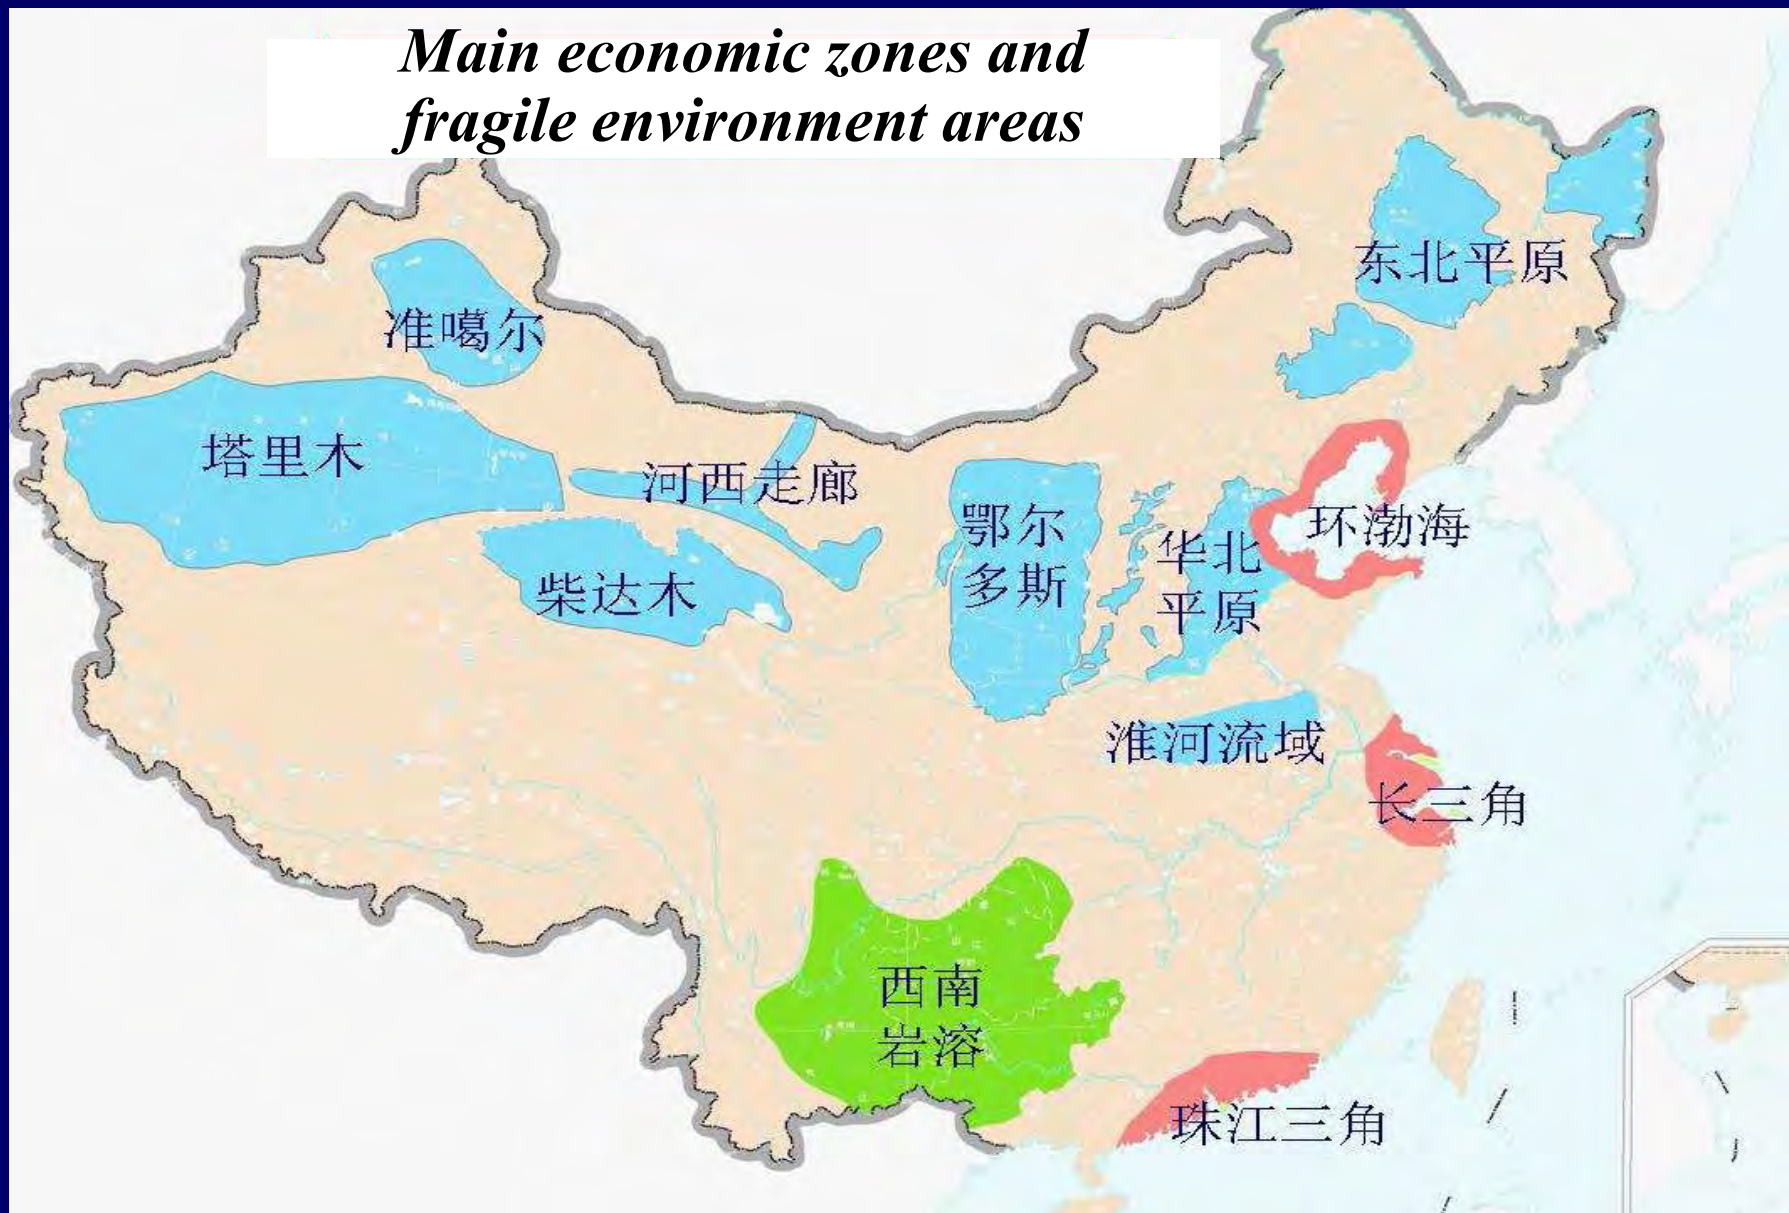 Main economic zones and
fragile environment areas
东北平原
准噶尔
塔里木
河西走廊
鄂尔
多斯
华北
平原
环渤海
柴达木
淮河流域
长三角
西南
岩溶
珠江三角